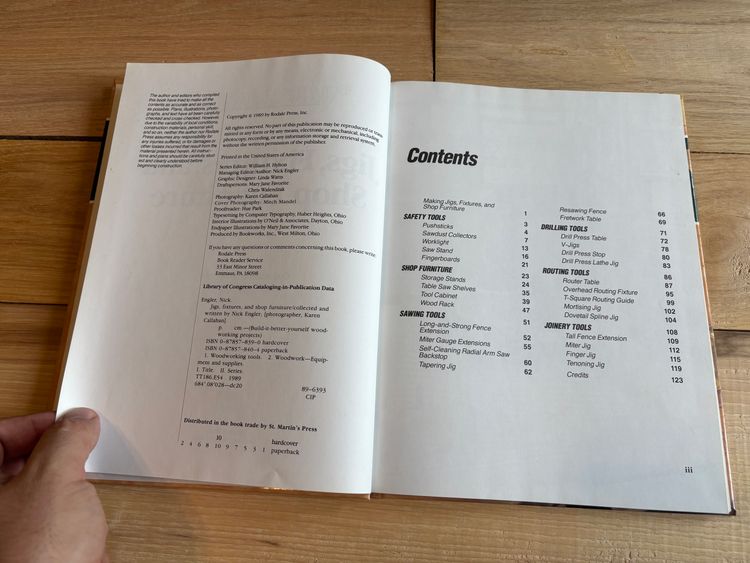 The author and editors who compiled
this book have tried to make all the
contents as accurate and as correct
as possible. Plans, illustrations, photo-
graphs, and text have all been carefully
checked and cross-checked. However,
due to the variability of local conditions,
construction materials, personal skill,
and so on, neither the author nor Rodale
Press assumes any responsibility for
any injuries suffered, or for damages or
other losses incurred that result from the
material presented herein. All instruc-
tions and plans should be carefully stud-
ied and clearly understood before
beginning construction.
Copyright © 1989 by Rodale Press, Inc.
All rights reserved. No part of this publication may be reproduced or trans-
mitted in any form or by any means, electronic or mechanical, including
photocopy, recording, or any information storage and retrieval system,
without the written permission of the publisher.
Printed in the United States of America
Series Editor: William H. Hylton
Managing Editor/Author: Nick Engler
Graphic Designer: Linda Watts
Draftspersons: Mary Jane Favorite
Chris Walendzak
Photography: Karen Callahan
Cover Photography: Mitch Mandel
Proofreader: Hue Park
Typesetting by Computer Typography, Huber Heights, Ohio
Interior Illustrations by O'Neil & Associates, Dayton, Ohio
Endpaper Illustrations by Mary Jane Favorite
Produced by Bookworks, Inc., West Milton, Ohio
If you have any questions or comments concerning this book, please write:
Rodale Press
Book Reader Service
33 East Minor Street
Emmaus, PA 18098
Library of Congress Cataloging-in-Publication Data
Engler, Nick.
Jigs, fixtures, and shop furniture/collected and
written by Nick Engler; [photographer, Karen
Callahan].
p. cm.—(Build-it-better-yourself wood-
working projects)
ISBN 0-87857-839-0 hardcover
ISBN 0-87857-840-4 paperback
1. Woodworking tools. 2. Woodwork—Equip-
ment and supplies.
I. Title. II. Series.
TT186.E54 1989
684'.08'028—dc20 89-6393
CIP
Distributed in the book trade by St. Martin's Press
10 hardcover
2 4 6 8 10 9 7 5 3 1 paperback
Contents
Making Jigs, Fixtures, and
Shop Furniture 1
SAFETY TOOLS
Pushsticks 3
Sawdust Collectors 4
Worklight 7
Saw Stand 13
Fingerboards 16
21
SHOP FURNITURE
Storage Stands 23
Table Saw Shelves 24
Tool Cabinet 35
Wood Rack 39
47
SAWING TOOLS
Long-and-Strong Fence 51
Extension
Miter Gauge Extensions 52
Self-Cleaning Radial Arm Saw 55
Backstop
Tapering Jig 60
62
Resawing Fence 66
Fretwork Table 69
DRILLING TOOLS 71
Drill Press Table 72
V-Jigs 78
Drill Press Stop 80
Drill Press Lathe Jig 83
ROUTING TOOLS 86
Router Table 87
Overhead Routing Fixture 95
T-Square Routing Guide 99
Mortising Jig 102
Dovetail Spline Jig 104
JOINERY TOOLS 108
Tall Fence Extension 109
Miter Jig 112
Finger Jig 115
Tenoning Jig 119
Credits 123
iii